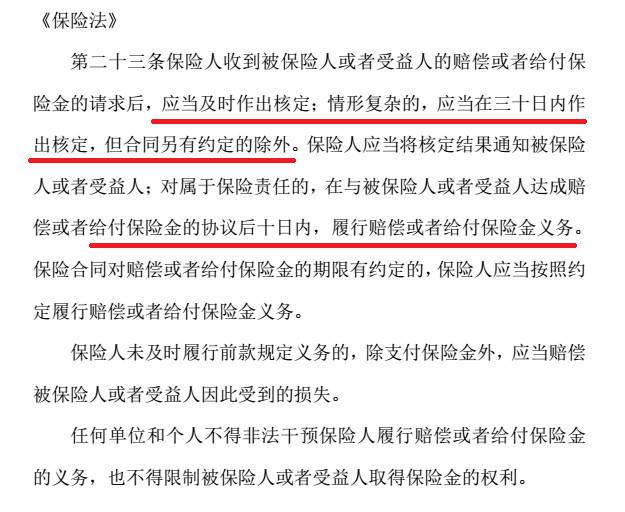 《保险法》
第二十三条保险人收到被保险人或者受益人的赔偿或者给付保
险金的请求后，应当及时作出核定；情形复杂的，应当在三十日内作
出核定，但合同另有约定的除外。保险人应当将核定结果通知被保险
人或者受益人；对属于保险责任的，在与被保险人或者受益人达成赔
偿或者给付保险金的协议后十日内，履行赔偿或者给付保险金义务。
保险合同对赔偿或者给付保险金的期限有约定的，保险人应当按照约
定履行赔偿或者给付保险金义务。
保险人未及时履行前款规定义务的，除支付保险金外，应当赔偿
被保险人或者受益人因此受到的损失。
任何单位和个人不得非法干预保险人履行赔偿或者给付保险金
的义务，也不得限制被保险人或者受益人取得保险金的权利。